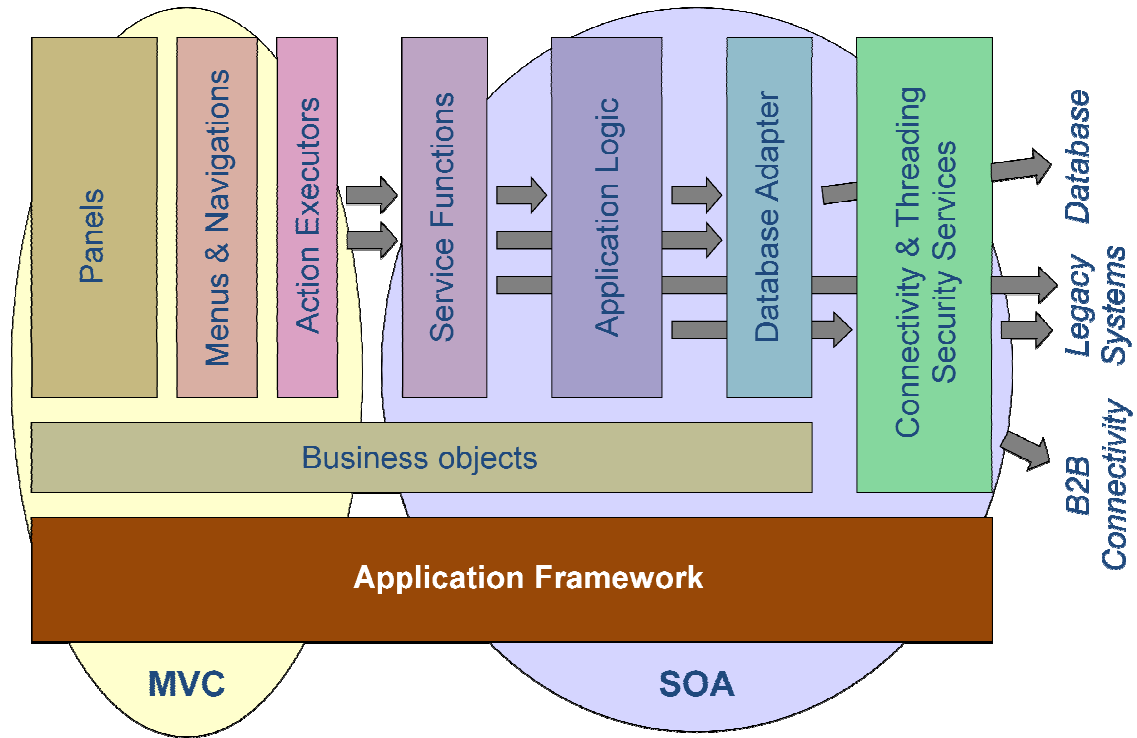 Panels
Menus & Navigations
Action Executors
Service Functions
Application Logic
Database Adapter
Connectivity & Threading
Security Services
Database
Legacy
Systems
B2B
Connectivity
Business objects
Application Framework
MVC
SOA